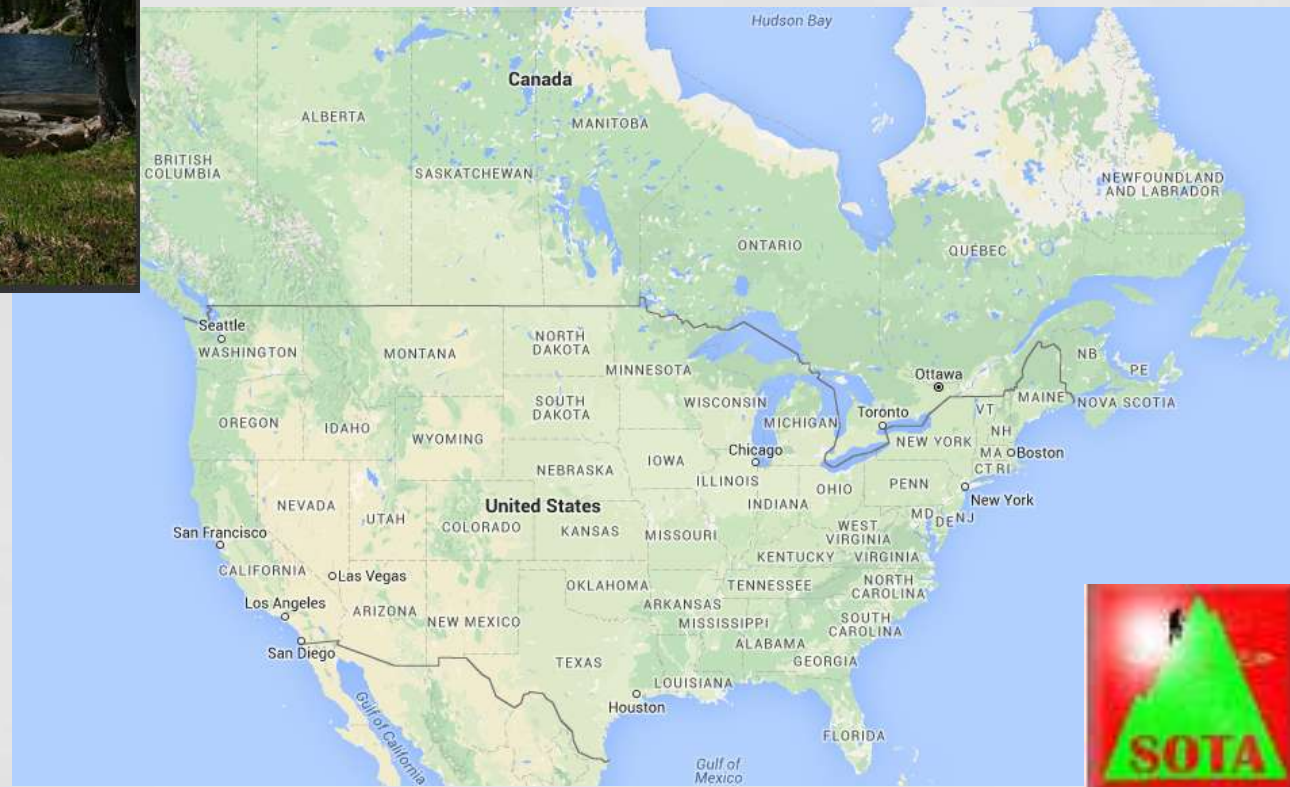 Hudson Bay
Canada
ALBERTA
MANITOBA
BRITISH
COLUMBIA
SASKATCHEWAN
NEWFOUNDLAND
AND LABRADOR
ONTARIO
QUÉBEC
Seattle
WASHINGTON
MONTANA
NORTH
DAKOTA
MINNESOTA
Ottawa
NB
PE
OREGON
IDAHO
WYOMING
SOUTH
DAKOTA
WISCONSIN
MICHIGAN
Toronto
VT
MAINE
NOVA SCOTIA
NH
NEW YORK
MA
Boston
CT RI
Chicago
IOWA
NEBRASKA
ILLINOIS
INDIANA
OHIO
PENN
New York
NEVADA
UTAH
COLORADO
United States
KANSAS
MISSOURI
WEST
VIRGINIA
MD
DE
NJ
San Francisco
CALIFORNIA
Las Vegas
KENTUCKY
VIRGINIA
OKLAHOMA
TENNESSEE
NORTH
CAROLINA
Los Angeles
ARIZONA
NEW MEXICO
ARKANSAS
MISSISSIPPI
SOUTH
CAROLINA
San Diego
ALABAMA
GEORGIA
TEXAS
LOUISIANA
Houston
Gulf of California
FLORIDA
Gulf of
Mexico
SOTA